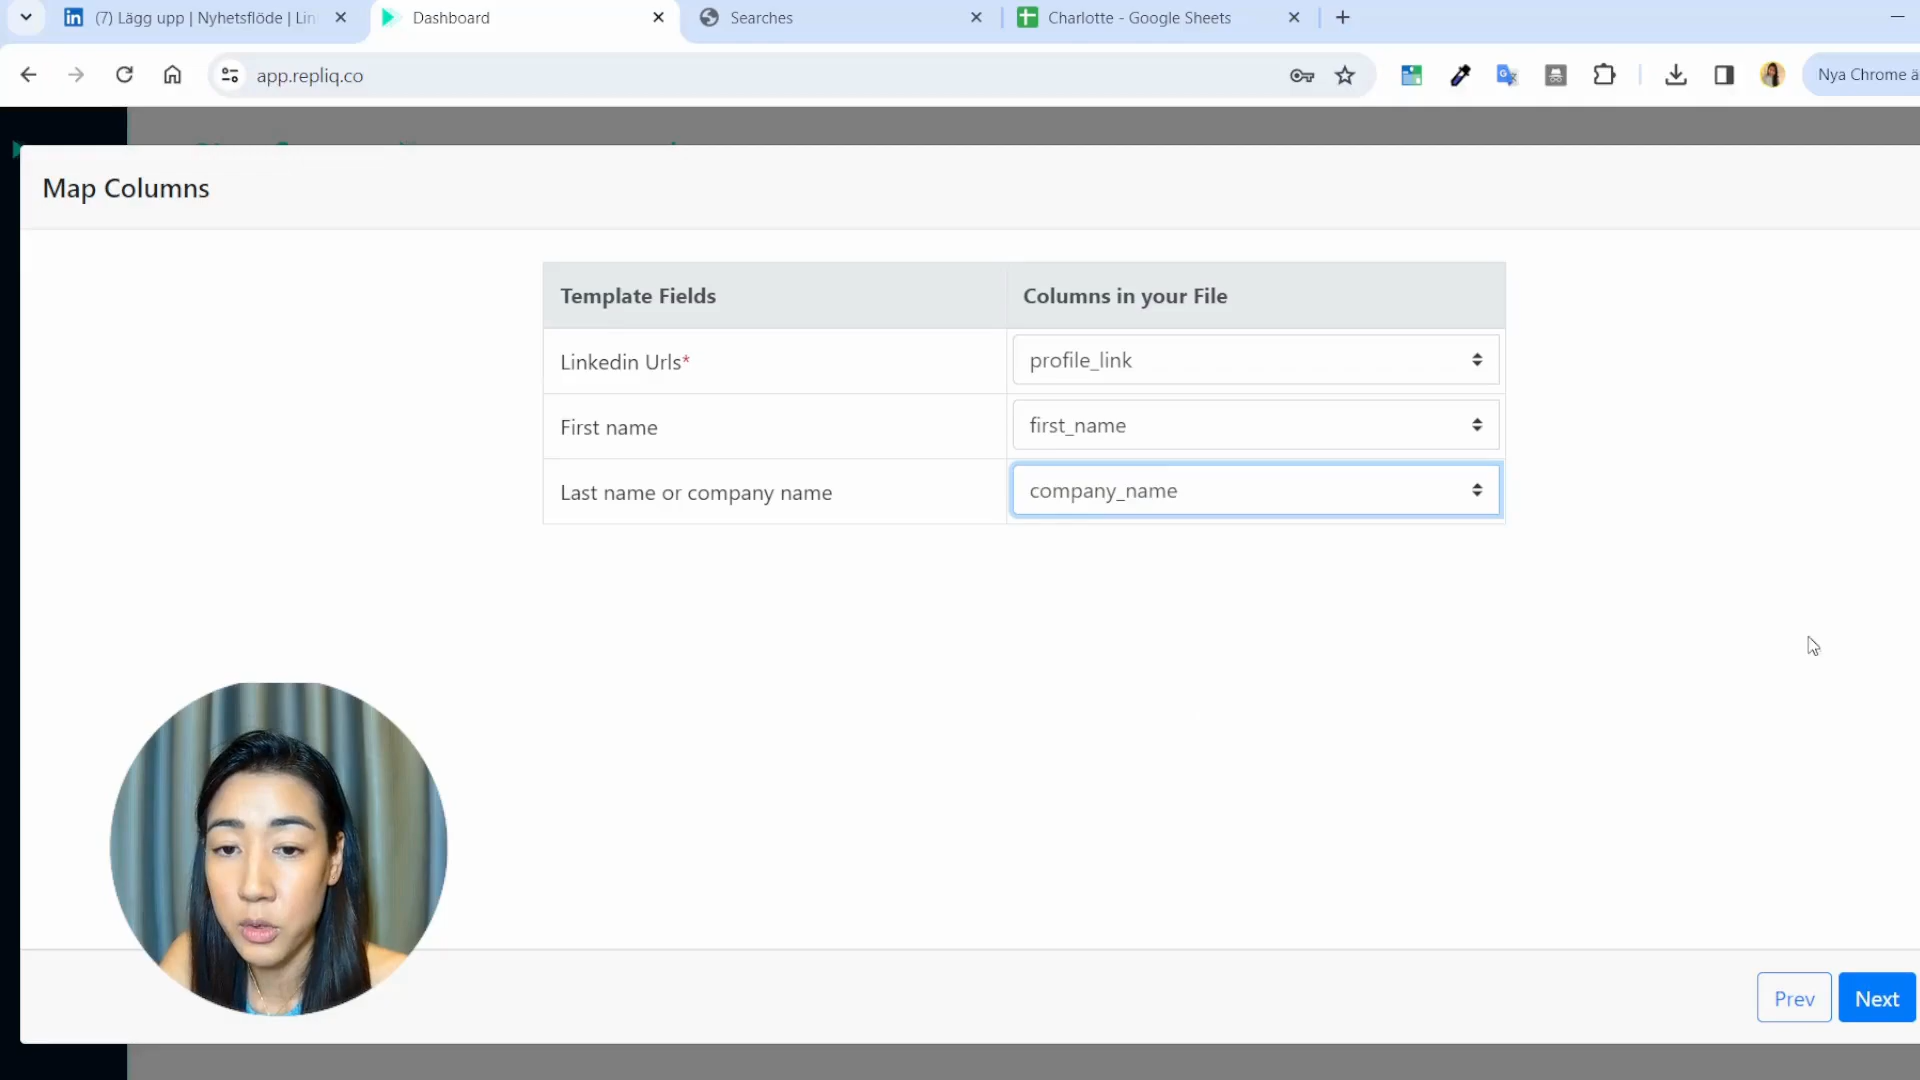 (7) Lägg upp | Nyhetsflöde | Lin
Dashboard
Searches
Charlotte - Google Sheets
app.repliq.co
Nya Chrome ä
Map Columns
Template Fields
Columns in your File
Linkedin Urls*
profile_link
First name
first_name
Last name or company name
company_name
Prev
Next